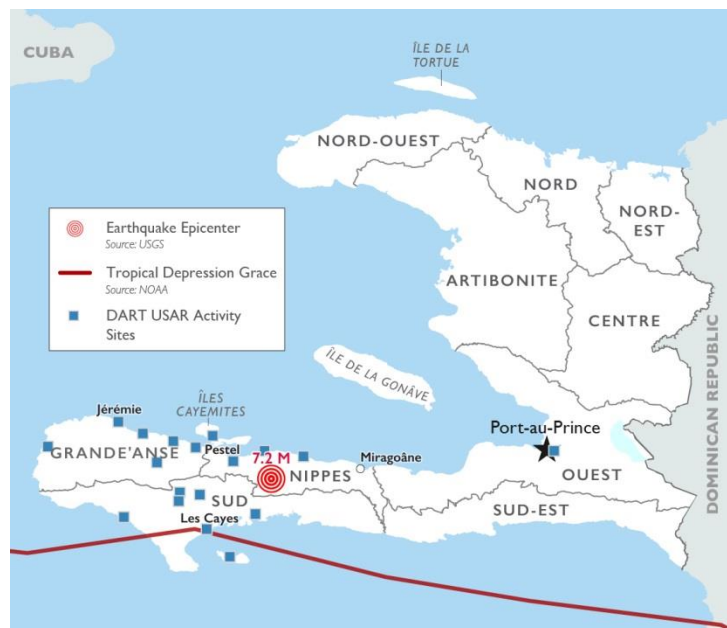 CUBA
ÎLE DE LA
TORTUE
NORD-OUEST
NORD
NORD-
EST
Earthquake Epicenter
Source: USGS
Tropical Depression Grace
Source: NOAA
DART USAR Activity
Sites
ARTIBONITE
CENTRE
DOMINICAN REPUBLIC
ÎLE DE LA GONÂVE
ÎLES
CAYEMITES
Jérémie
Port-au-Prince
GRANDE'ANSE
Pestel
7.2 M
Miragoâne
NIPPES
OUEST
SUD
SUD-EST
Les Cayes